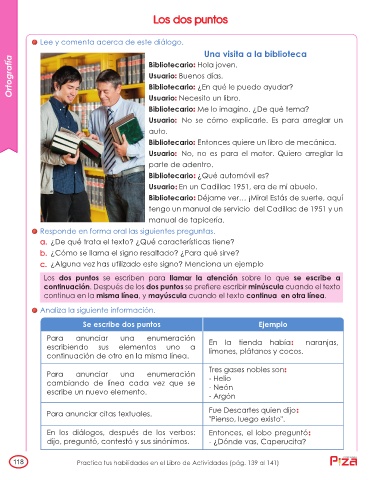 Los dos puntos
Ortografía
Lee y comenta acerca de este diálogo.
Una visita a la biblioteca
Bibliotecario: Hola joven.
Usuario: Buenos días.
Bibliotecario: ¿En qué le puedo ayudar?
Usuario: Necesito un libro.
Bibliotecario: Me lo imagino. ¿De qué tema?
Usuario: No se cómo explicarle. Es para arreglar un
auto.
Bibliotecario: Entonces quiere un libro de mecánica.
Usuario: No, no es para el motor. Quiero arreglar la
parte de adentro.
Bibliotecario: ¿Qué automóvil es?
Usuario: En un Cadillac 1951, era de mi abuelo.
Bibliotecario: Déjame ver... ¡Mira! Estás de suerte, aquí
tengo un manual de servicio del Cadillac de 1951 y un
manual de tapicería.
Responde en forma oral las siguientes preguntas.
a. ¿De qué trata el texto? ¿Qué características tiene?
b. ¿Cómo se llama el signo resaltado? ¿Para qué sirve?
c. ¿Alguna vez has utilizado este signo? Menciona un ejemplo
Los dos puntos se escriben para llamar la atención sobre lo que se escribe a
continuación. Después de los dos puntos se prefiere escribir minúscula cuando el texto
continua en la misma línea, y mayúscula cuando el texto continua en otra línea.
Analiza la siguiente información.
Se escribe dos puntos
Ejemplo
Para anunciar una enumeración
escribiendo sus elementos uno a
continuación de otro en la misma línea.
En la tienda había: naranjas,
limones, plátanos y cocos.
Para anunciar una enumeración
cambiando de línea cada vez que se
escribe un nuevo elemento.
Tres gases nobles son:
- Helio
- Neón
- Argón
Para anunciar citas textuales.
Fue Descartes quien dijo:
"Pienso, luego existo".
En los diálogos, después de los verbos:
dijo, preguntó, contestó y sus sinónimos.
Entonces, el lobo preguntó:
- ¿Dónde vas, Caperucita?
118
Practica tus habilidades en el Libro de Actividades (pág. 139 al 141)